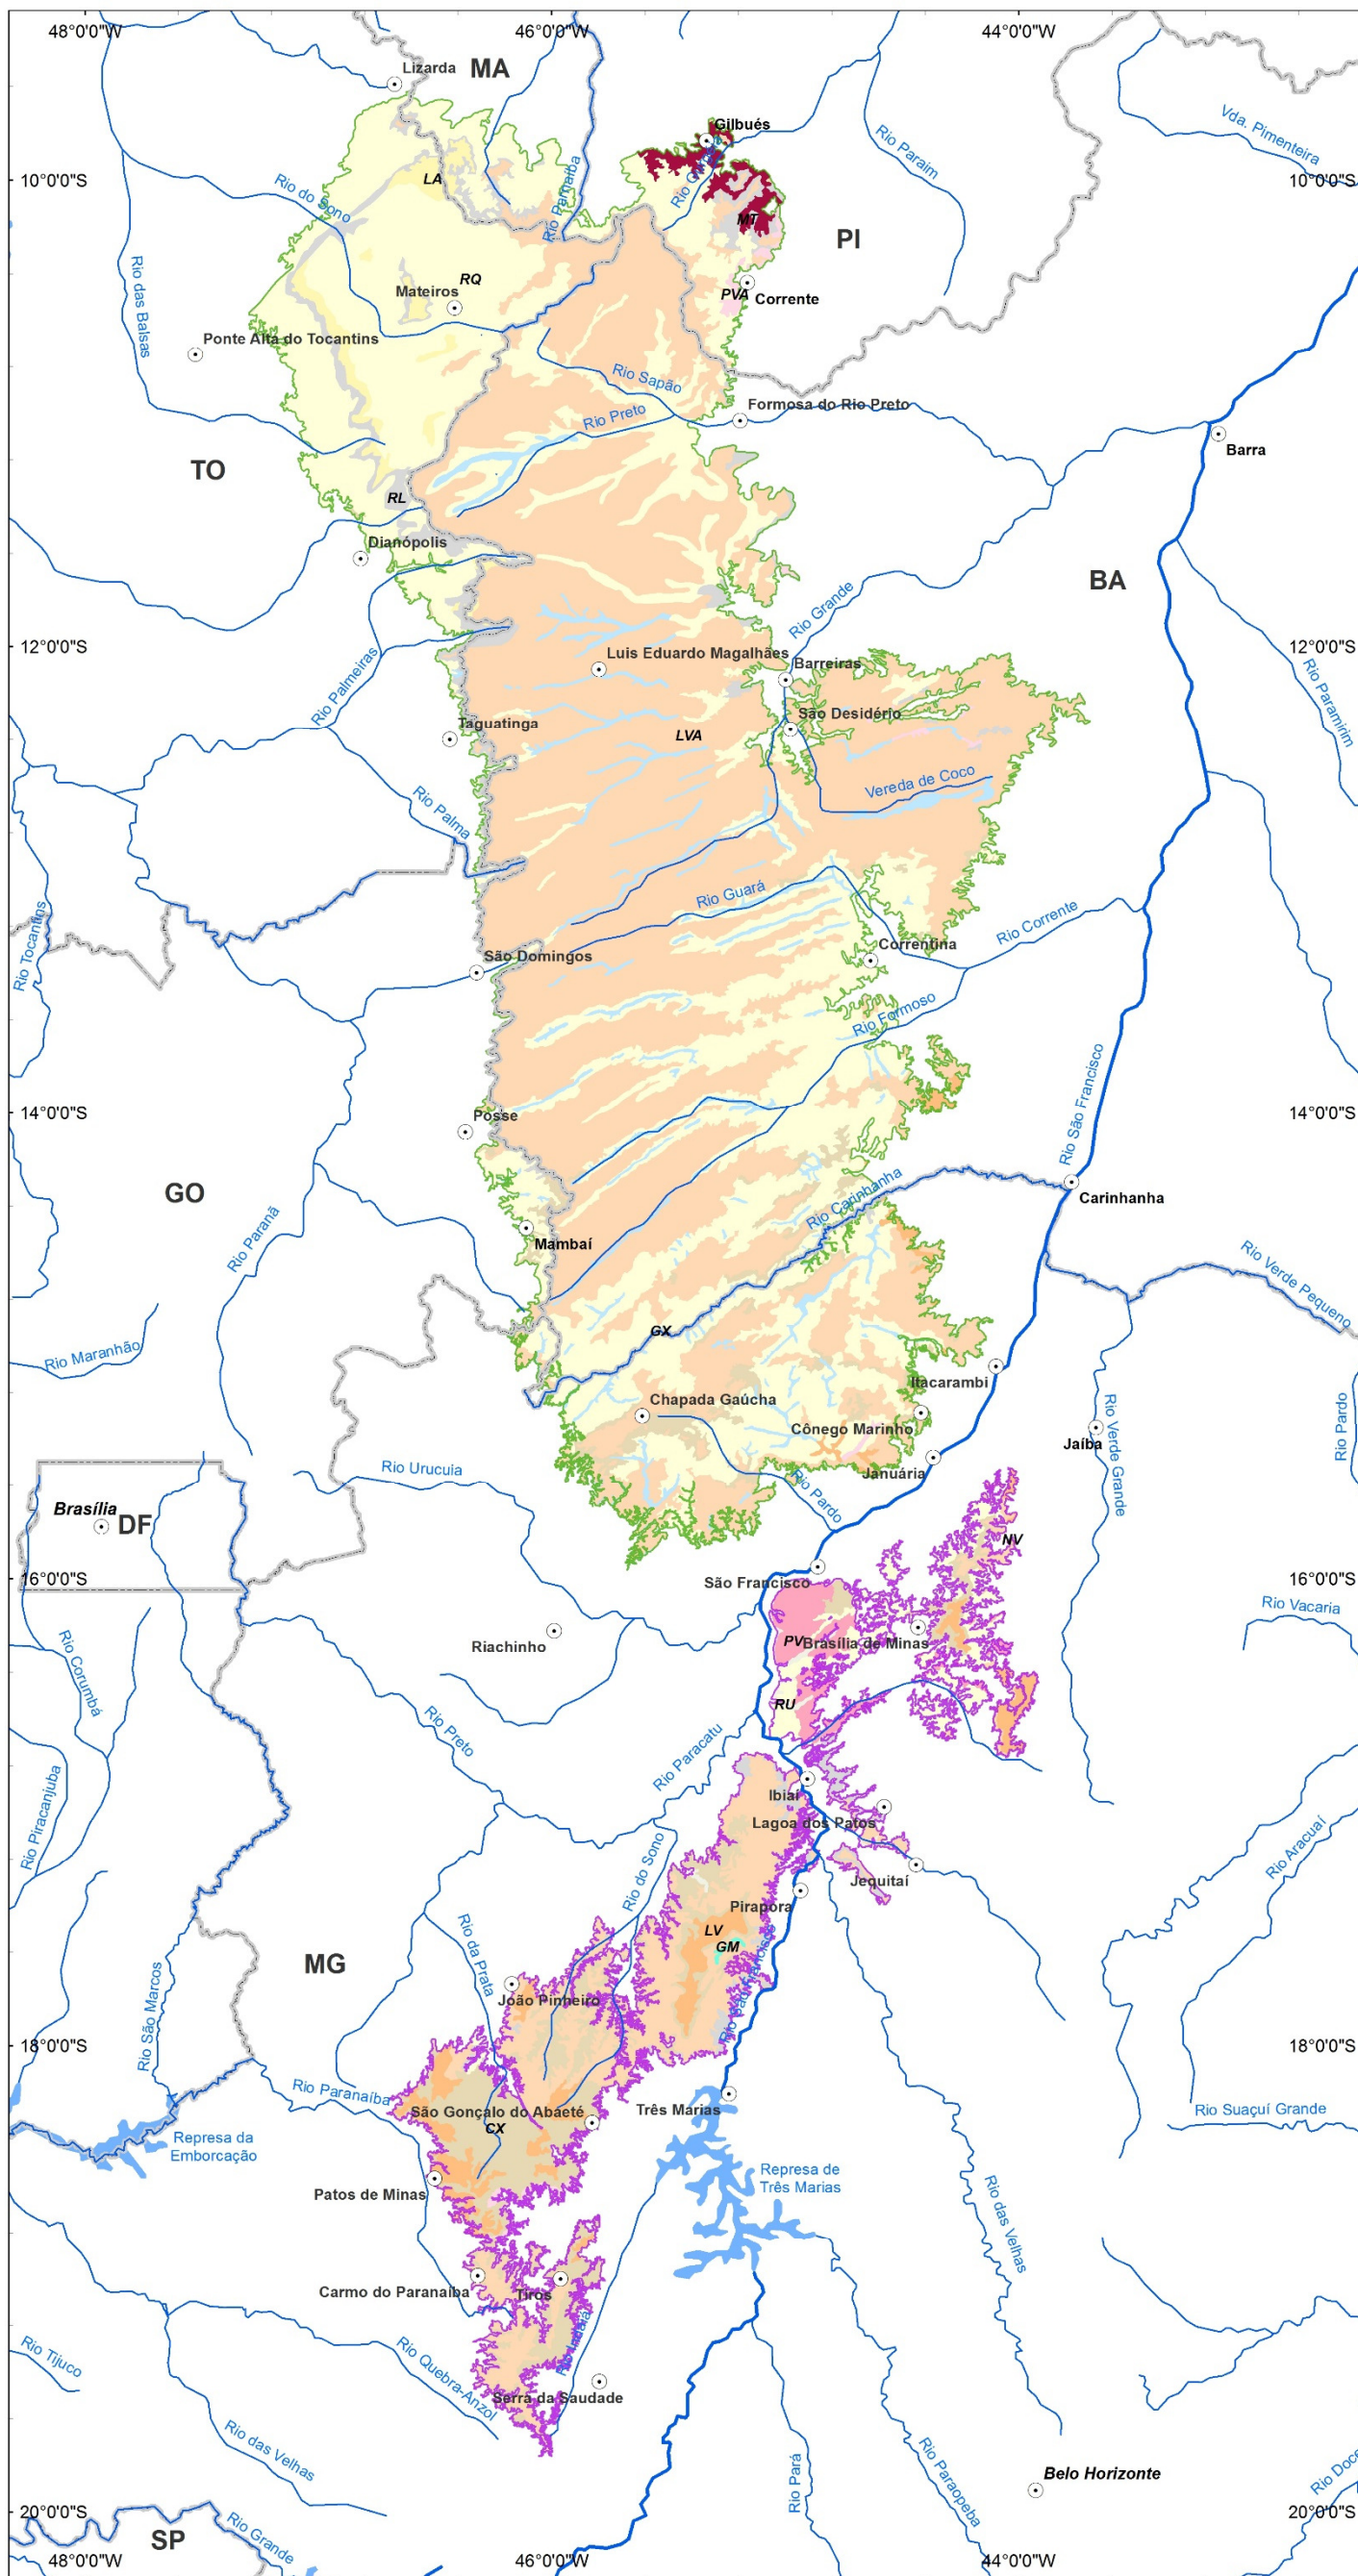 48°0'0"W
46°0'0"W
44°0'0"W
Lizarda
MA
Gilbués
Rio Paraim
Vda. Pimenteira
10°0'0"S
10°0'0"S
LA
Rio do Sono
Rio Parnaíba
MT
PI
Rio das Balsas
RQ
Mateiros
PVA
Corrente
Ponte Alta do Tocantins
Rio Sapão
Formosa do Rio Preto
Rio Preto
Barra
TO
RL
Dianópolis
BA
Rio Grande
12°0'0"S
12°0'0"S
Luis Eduardo Magalhães
Barreiras
Rio Palmeiras
Rio Paramirim
São Desidério
Taguatinga
LVA
Vereda de Coco
Rio Palma
Rio Guará
Rio Corrente
Rio Tocantins
Correntina
São Domingos
Rio Formoso
Rio São Francisco
14°0'0"S
14°0'0"S
Posse
GO
Rio Carinhanha
Carinhanha
Rio Paranã
Mambaí
Rio Verde Pequeno
GX
Rio Maranhão
Itacarambi
Chapada Gaúcha
Cônego Marinho
Rio Verde Grande
Rio Pardo
Jaíba
Januária
Rio Urucuia
Rio Pardo
Brasília
DF
NV
16°0'0"S
16°0'0"S
São Francisco
Rio Vacaria
Riachinho
PV
Brasília de Minas
Rio Corumbá
RU
Rio Preto
Rio Paracatu
Ibiaí
Rio Piracanjuba
Lagoa dos Patos
Rio do Sono
Rio Aracuaí
Jequitaí
Pirapora
Rio da Prata
LV
GM
MG
Rio São Francisco
João Pinheiro
Rio São Marcos
18°0'0"S
18°0'0"S
Rio Paranaíba
São Gonçalo do Abaeté
Três Marias
Rio Suaçuí Grande
CX
Represa da
Emborcação
Represa de
Três Marias
Patos de Minas
Rio das Velhas
Carmo do Paranaíba
Tiros
Rio Tijuco
Rio Quebra-Anzol
Serra da Saudade
Rio das Velhas
Rio Pará
Rio Paraopeba
Belo Horizonte
Rio Doce
20°0'0"S
20°0'0"S
SP
Rio Grande
48°0'0"W
46°0'0"W
44°0'0"W